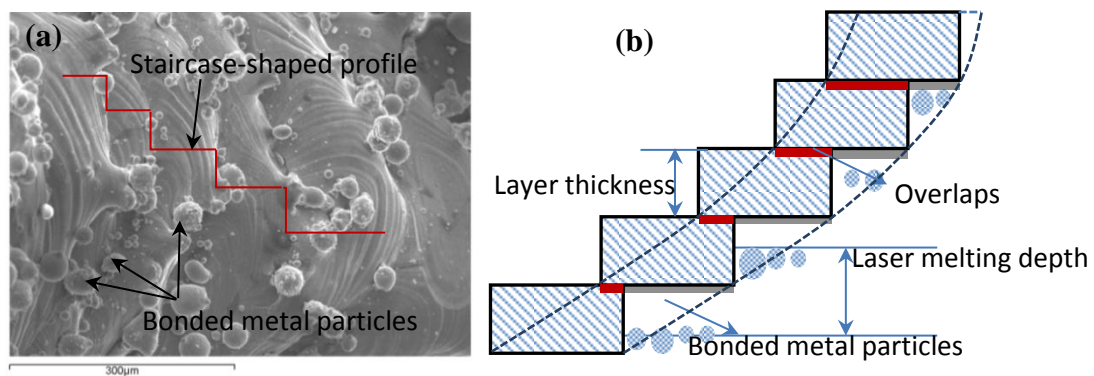 (a)
Staircase-shaped profile
Bonded metal particles
300µm
(b)
Layer thickness
Overlaps
Laser melting depth
Bonded metal particles